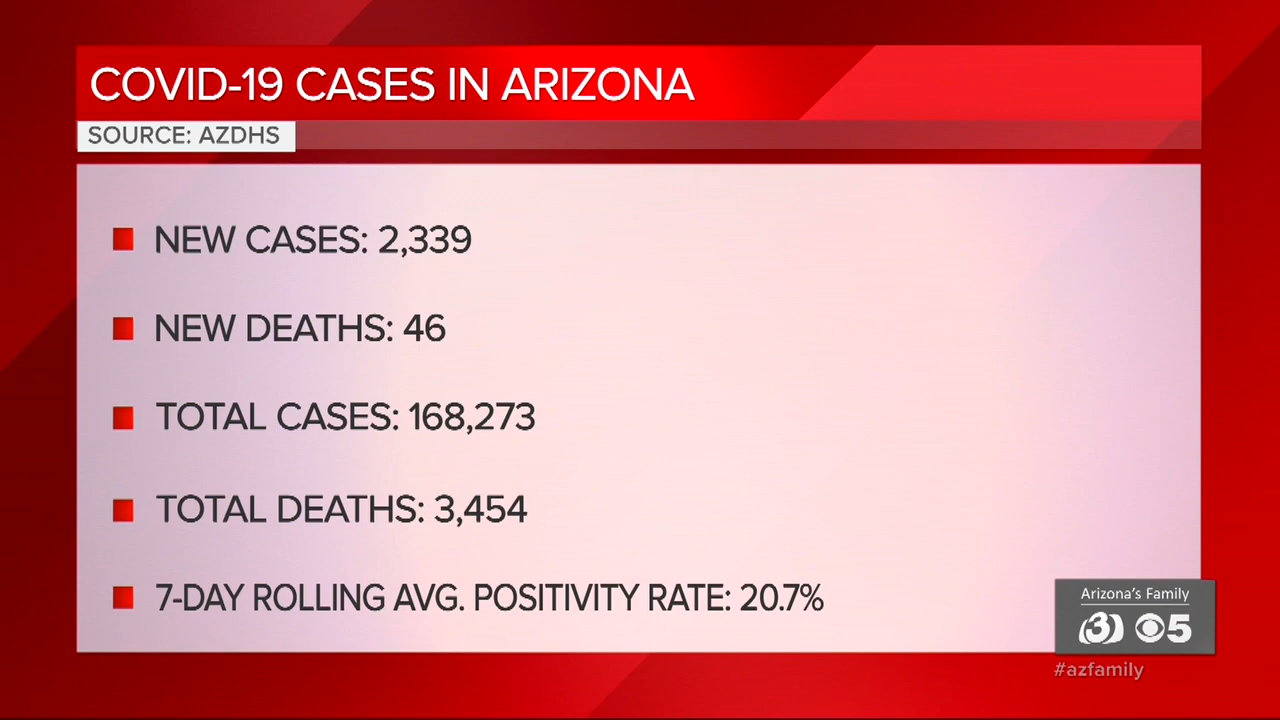 COVID-19 CASES IN ARIZONA
SOURCE: AZDHS
NEW CASES: 2,339
NEW DEATHS: 46
TOTAL CASES: 168,273
TOTAL DEATHS: 3,454
7-DAY ROLLING AVG. POSITIVITY RATE: 20.7%
Arizona's Family
3 5
#azfamily